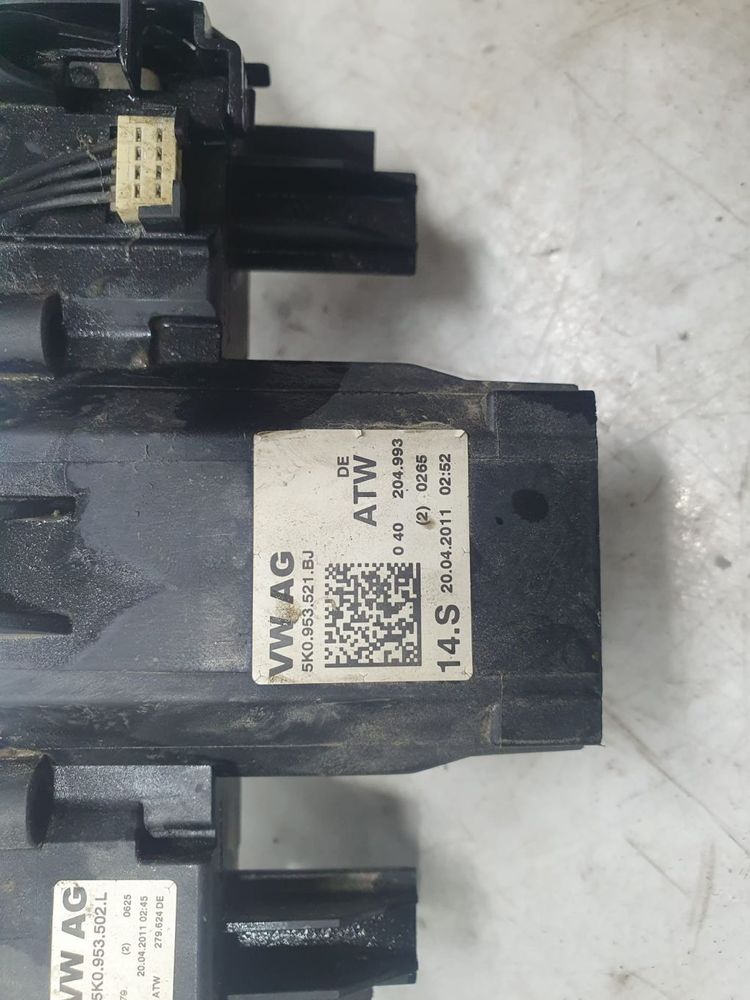 VW AG
5K0.953.521.BJ
DE
ATW
0 40 204.993
(2) 0265
14.S 20.04.2011 02:52
VW AG
5K0.953.502.L
79. (2) 0625
20.04.2011 02:45
ATW 279.624 DE